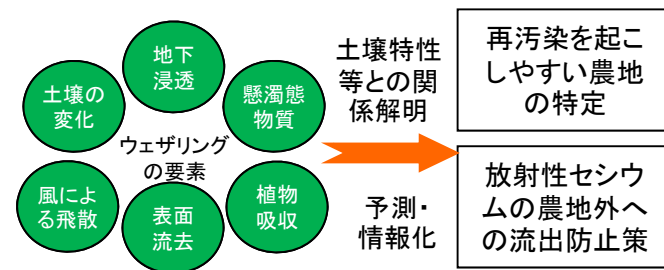 地下
浸透
土壌の
変化
懸濁態
物質
ウェザリング
の要素
風によ
る飛散
表面
流去
植物
吸収
土壌特性
等との関
係解明
予測・
情報化
再汚染を起こ
しやすい農地
の特定
放射性セシウ
ムの農地外へ
の流出防止策